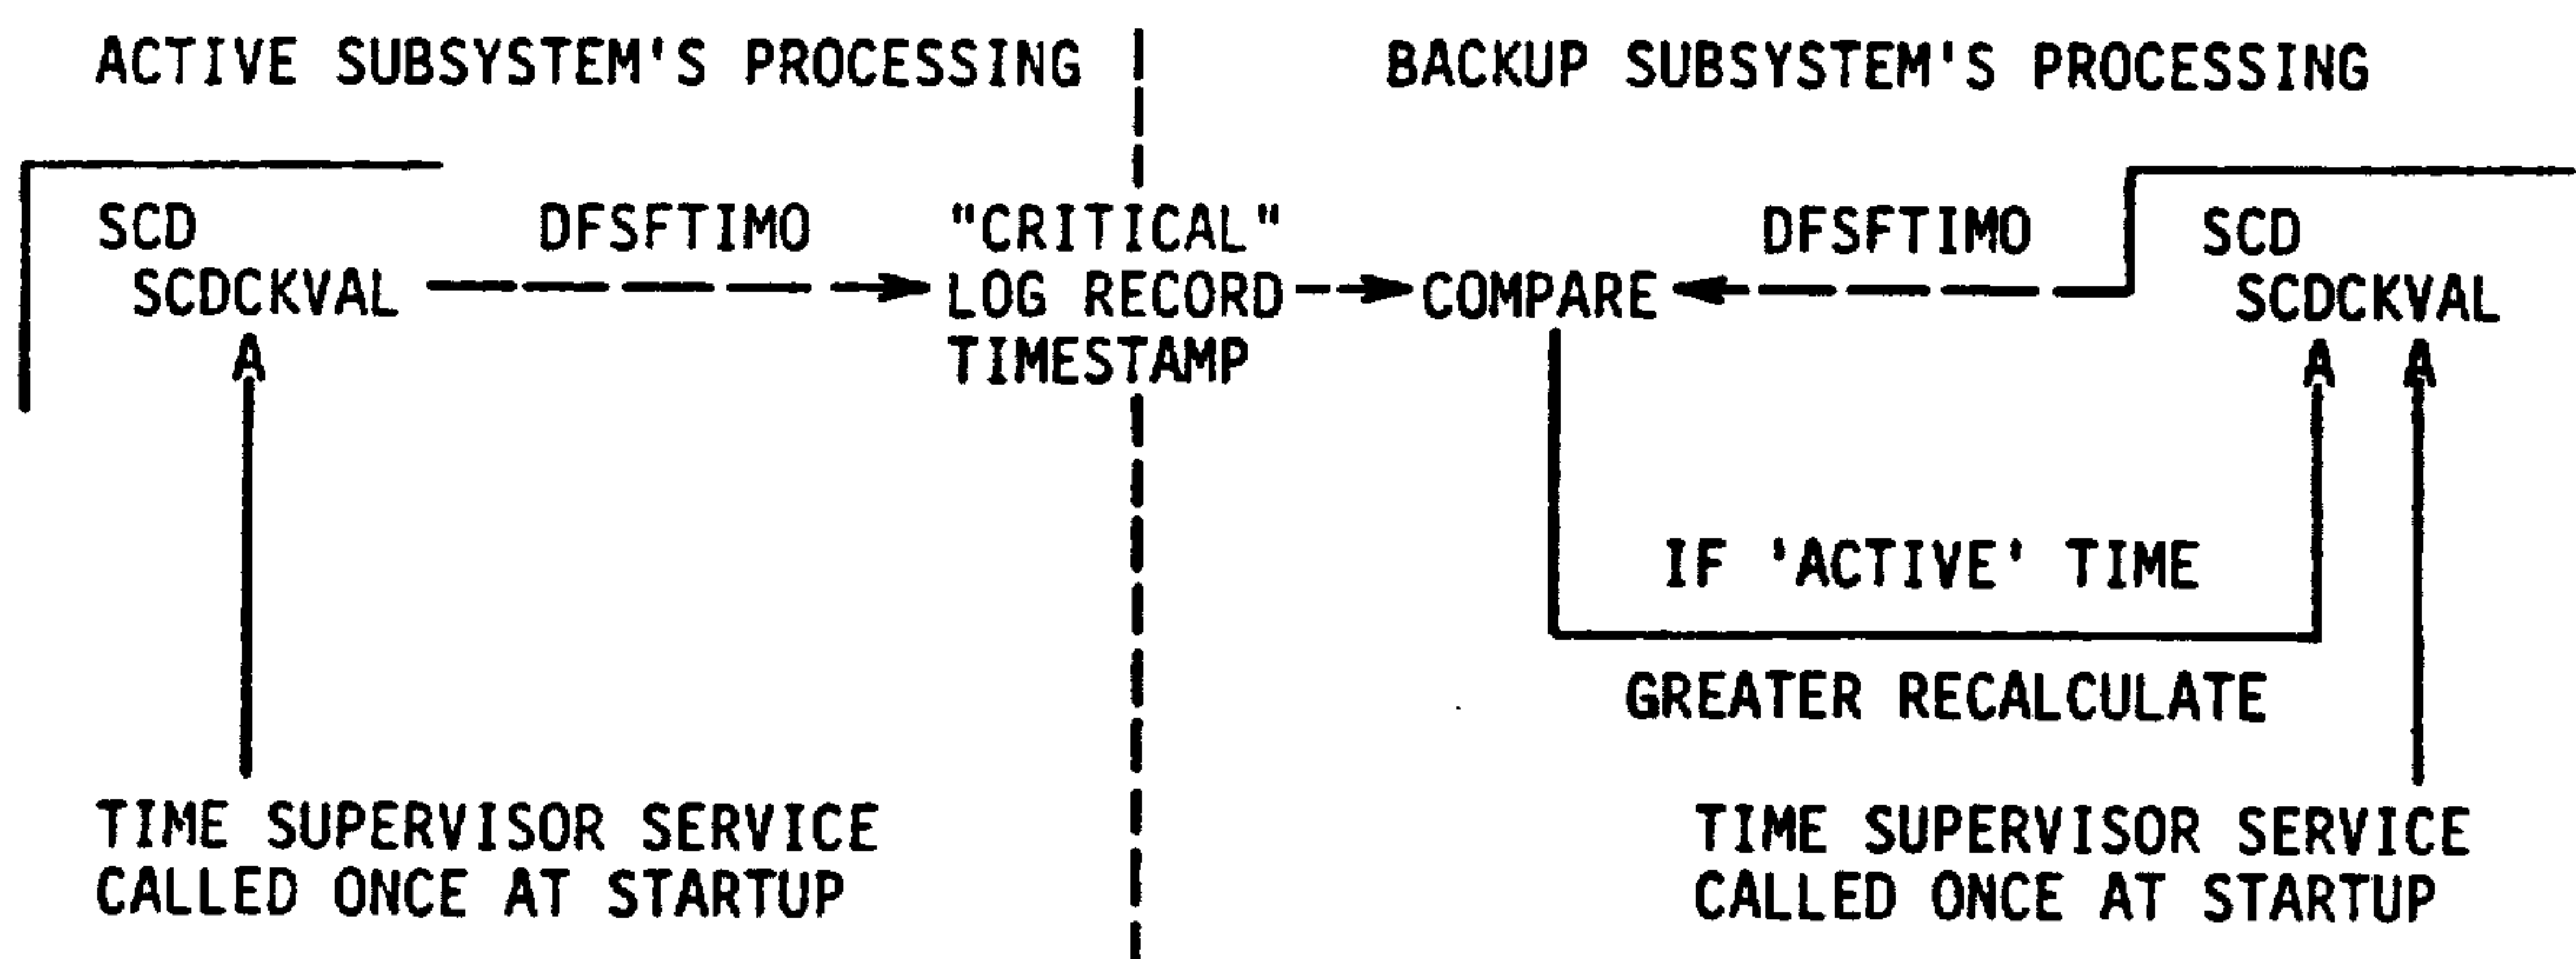 ACTIVE SUBSYSTEM'S PROCESSING
BACKUP SUBSYSTEM'S PROCESSING
SCD
SCDCKVAL
DFSFTIMO
"CRITICAL"
LOG RECORD
TIMESTAMP
COMPARE
DFSFTIMO
SCD
SCDCKVAL
IF 'ACTIVE' TIME
GREATER RECALCULATE
TIME SUPERVISOR SERVICE
CALLED ONCE AT STARTUP
TIME SUPERVISOR SERVICE
CALLED ONCE AT STARTUP